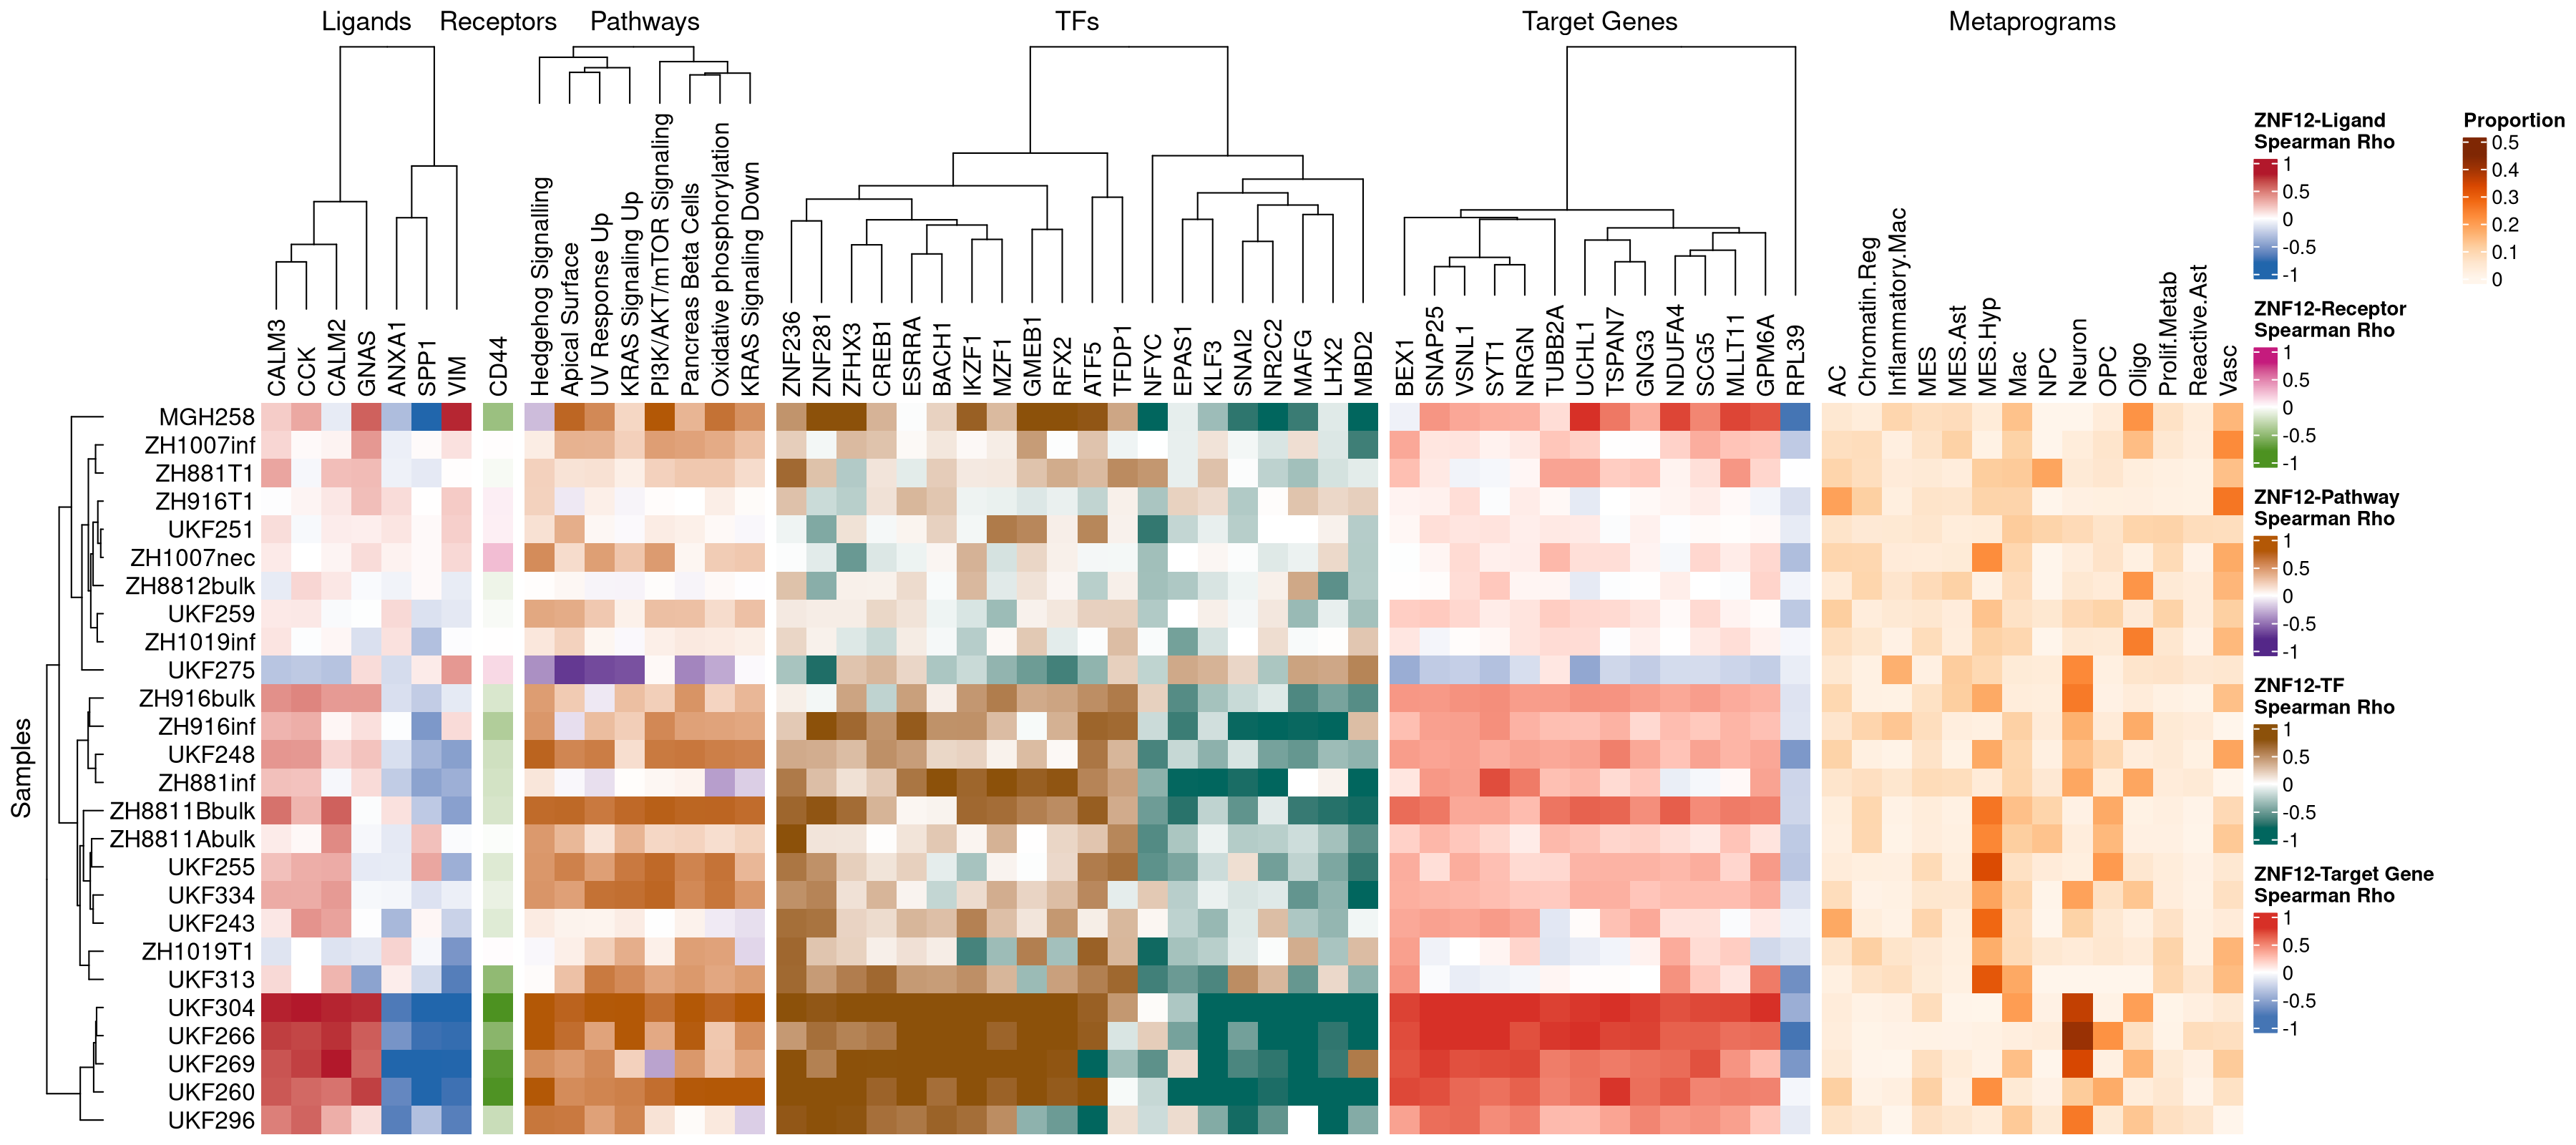 Ligands Receptors Pathways TFs Target Genes Metaprograms
CALM3
CCK
CALM2
GNAS
ANXA1
SPP1
VIM
CD44
Hedgehog Signalling
Apical Surface
UV Response Up
KRAS Signaling Up
PI3K/AKT/mTOR Signaling
Pancreas Beta Cells
Oxidative phosphorylation
KRAS Signaling Down
ZNF236
ZNF281
ZFHX3
CREB1
ESRRA
BACH1
IKZF1
MZF1
GMEB1
RFX2
ATF5
TFDP1
NFYC
EPAS1
KLF3
SNAI2
NR2C2
MAFG
LHX2
MBD2
BEX1
SNAP25
VSNL1
SYT1
NRGN
TUBB2A
UCHL1
TSPAN7
GNG3
NDUFA4
SCG5
MLLT11
GPM6A
RPL39
AC
Chromatin.Reg
Inflammatory.Mac
MES
MES.Ast
MES.Hyp
Mac
NPC
Neuron
OPC
Oligo
Prolif.Metab
Reactive.Ast
Vasc
Samples
MGH258
ZH1007inf
ZH881T1
ZH916T1
UKF251
ZH1007nec
ZH8812bulk
UKF259
ZH1019inf
UKF275
ZH916bulk
ZH916inf
UKF248
ZH881inf
ZH8811Bbulk
ZH8811Abulk
UKF255
UKF334
UKF243
ZH1019T1
UKF313
UKF304
UKF266
UKF269
UKF260
UKF296
ZNF12-Ligand
Spearman Rho
1
0.5
0
-0.5
-1
ZNF12-Receptor
Spearman Rho
1
0.5
0
-0.5
-1
ZNF12-Pathway
Spearman Rho
1
0.5
0
-0.5
-1
ZNF12-TF
Spearman Rho
1
0.5
0
-0.5
-1
ZNF12-Target Gene
Spearman Rho
1
0.5
0
-0.5
-1
Proportion
0.5
0.4
0.3
0.2
0.1
0